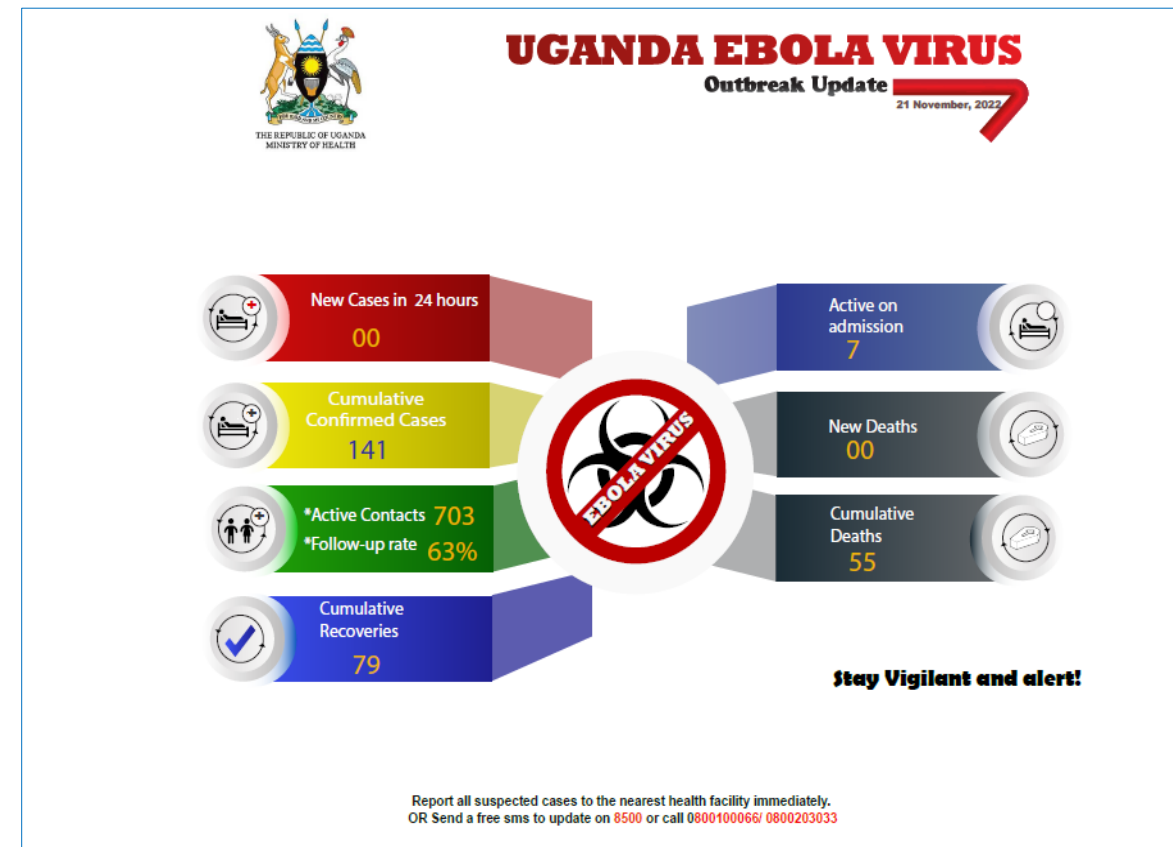 THE REPUBLIC OF UGANDA
MINISTRY OF HEALTH
UGANDA EBOLA VIRUS
Outbreak Update
21 November, 2022
New Cases in 24 hours
00
Cumulative
Confirmed Cases
141
*Active Contacts 703
*Follow-up rate 63%
Cumulative
Recoveries
79
EBOLA VIRUS
Active on
admission
7
New Deaths
00
Cumulative
Deaths
55
Stay Vigilant and alert!
Report all suspected cases to the nearest health facility immediately.
OR Send a free sms to update on 8500 or call 0800100066/ 0800203033